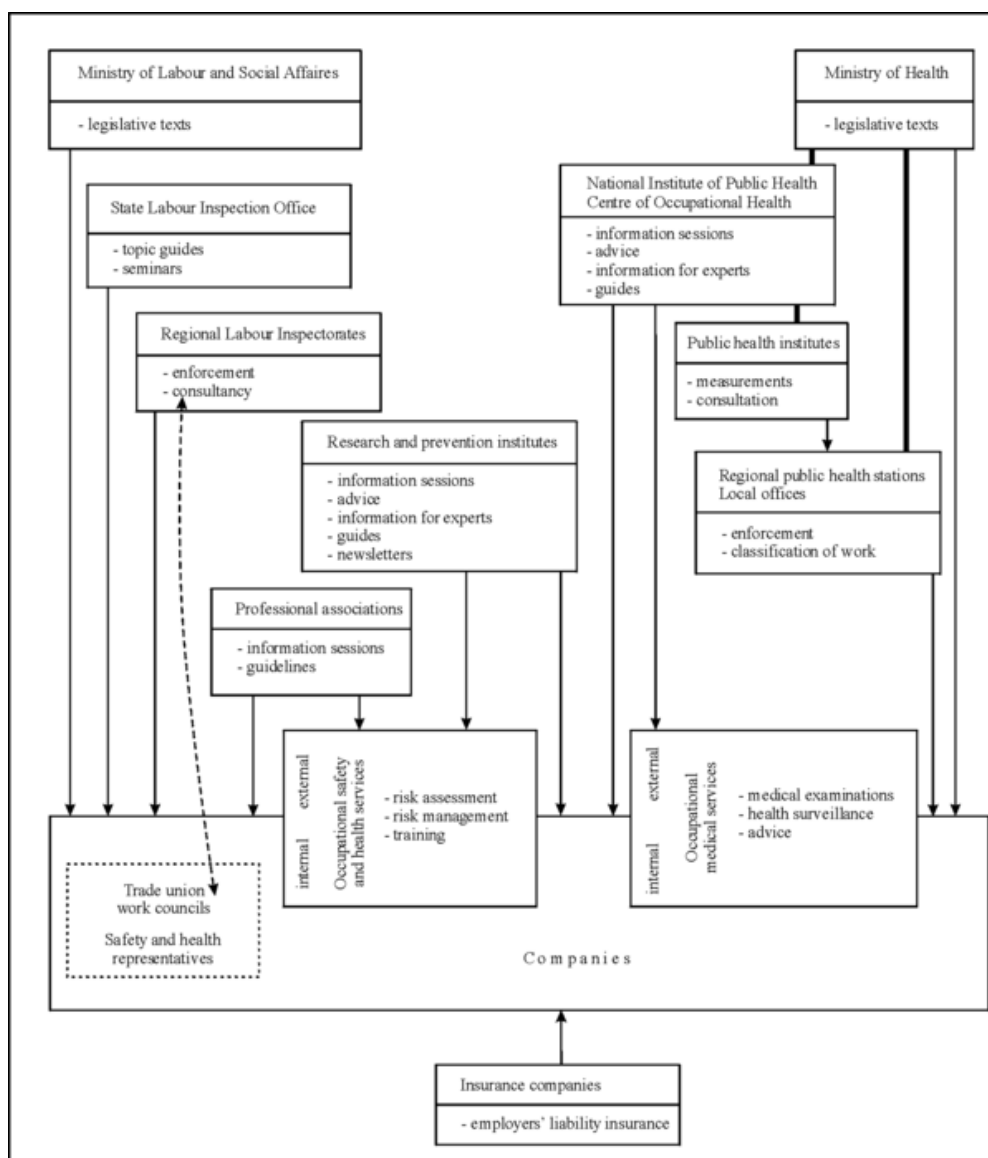 Ministry of Labour and Social Affaires
- legislative texts
Ministry of Health
- legislative texts
State Labour Inspection Office
- topic guides
- seminars
National Institute of Public Health
Centre of Occupational Health
- information sessions
- advice
- information for experts
- guides
Regional Labour Inspectorates
- enforcement
- consultancy
Public health institutes
- measurements
- consultation
Research and prevention institutes
- information sessions
- advice
- information for experts
- guides
- newsletters
Regional public health stations
Local offices
- enforcement
- classification of work
Professional associations
- information sessions
- guidelines
internal external
Occupational safety
and health services
- risk assessment
- risk management
- training
internal external
Occupational
medical services
- medical examinations
- health surveillance
- advice
Trade union
work councils
Safety and health
representatives
Companies
Insurance companies
- employers' liability insurance